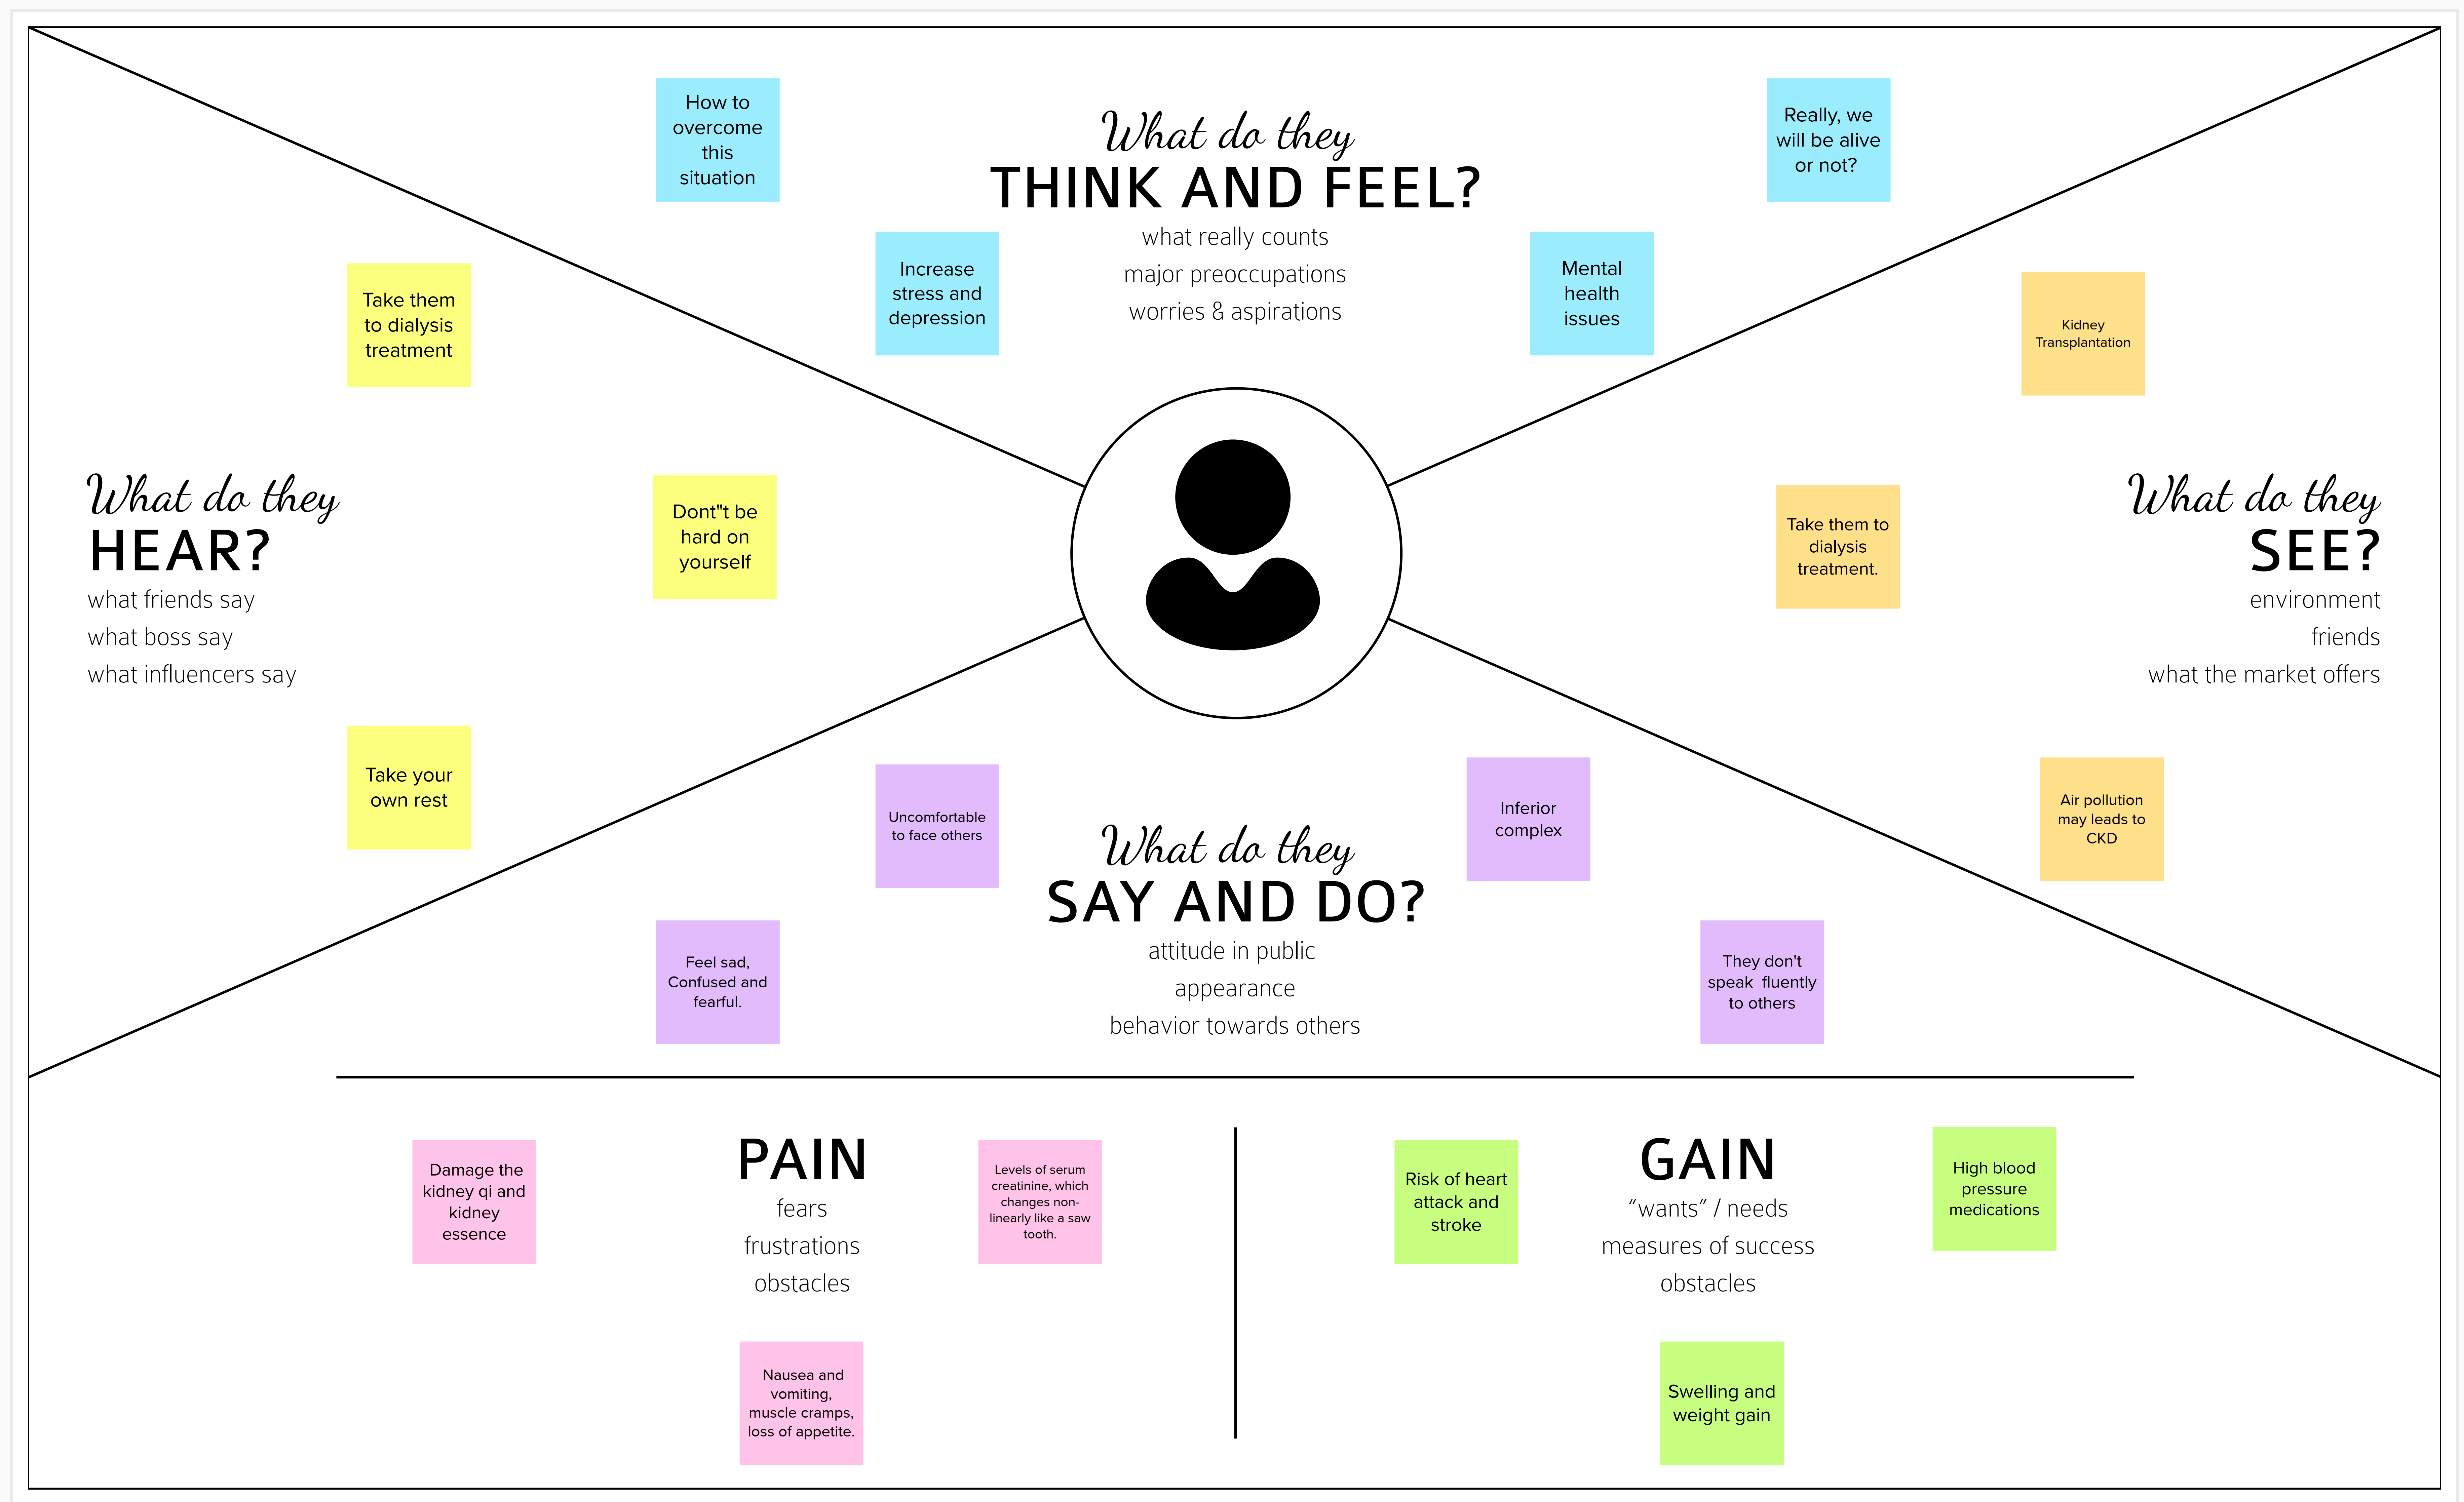 How to
overcome
this
situation
What do they
THINK AND FEEL?
what really counts
major preoccupations
worries & aspirations
Increase
stress and
depression
Mental
health
issues
Really, we
will be alive
or not?
Take them
to dialysis
treatment
What do they
HEAR?
what friends say
what boss say
what influencers say
Dont"t be
hard on
yourself
Take your
own rest
Kidney
Transplantation
Take them to
dialysis
treatment.
What do they
SEE?
environment
friends
what the market offers
Air pollution
may leads to
CKD
Uncomfortable
to face others
What do they
SAY AND DO?
attitude in public
appearance
behavior towards others
Inferior
complex
Feel sad,
Confused and
fearful.
They don't
speak  fluently
to others
Damage the
kidney qi and
kidney
essence
PAIN
fears
frustrations
obstacles
Levels of serum
creatinine, which
changes non-
linearly like a saw
tooth.
Nausea and
vomiting,
muscle cramps,
loss of appetite.
Risk of heart
attack and
stroke
GAIN
“wants” / needs
measures of success
obstacles
High blood
pressure
medications
Swelling and
weight gain